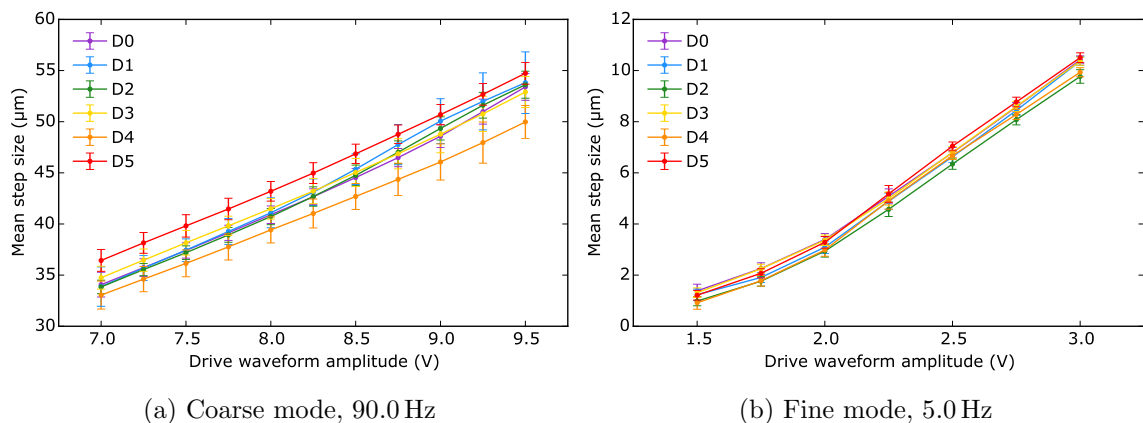 60
55
50
45
40
35
30
Mean step size (µm)
D0
D1
D2
D3
D4
D5
7.0 7.5 8.0 8.5 9.0 9.5
Drive waveform amplitude (V)
(a) Coarse mode, 90.0 Hz
12
10
8
6
4
2
0
Mean step size (µm)
D0
D1
D2
D3
D4
D5
1.5 2.0 2.5 3.0
Drive waveform amplitude (V)
(b) Fine mode, 5.0 Hz